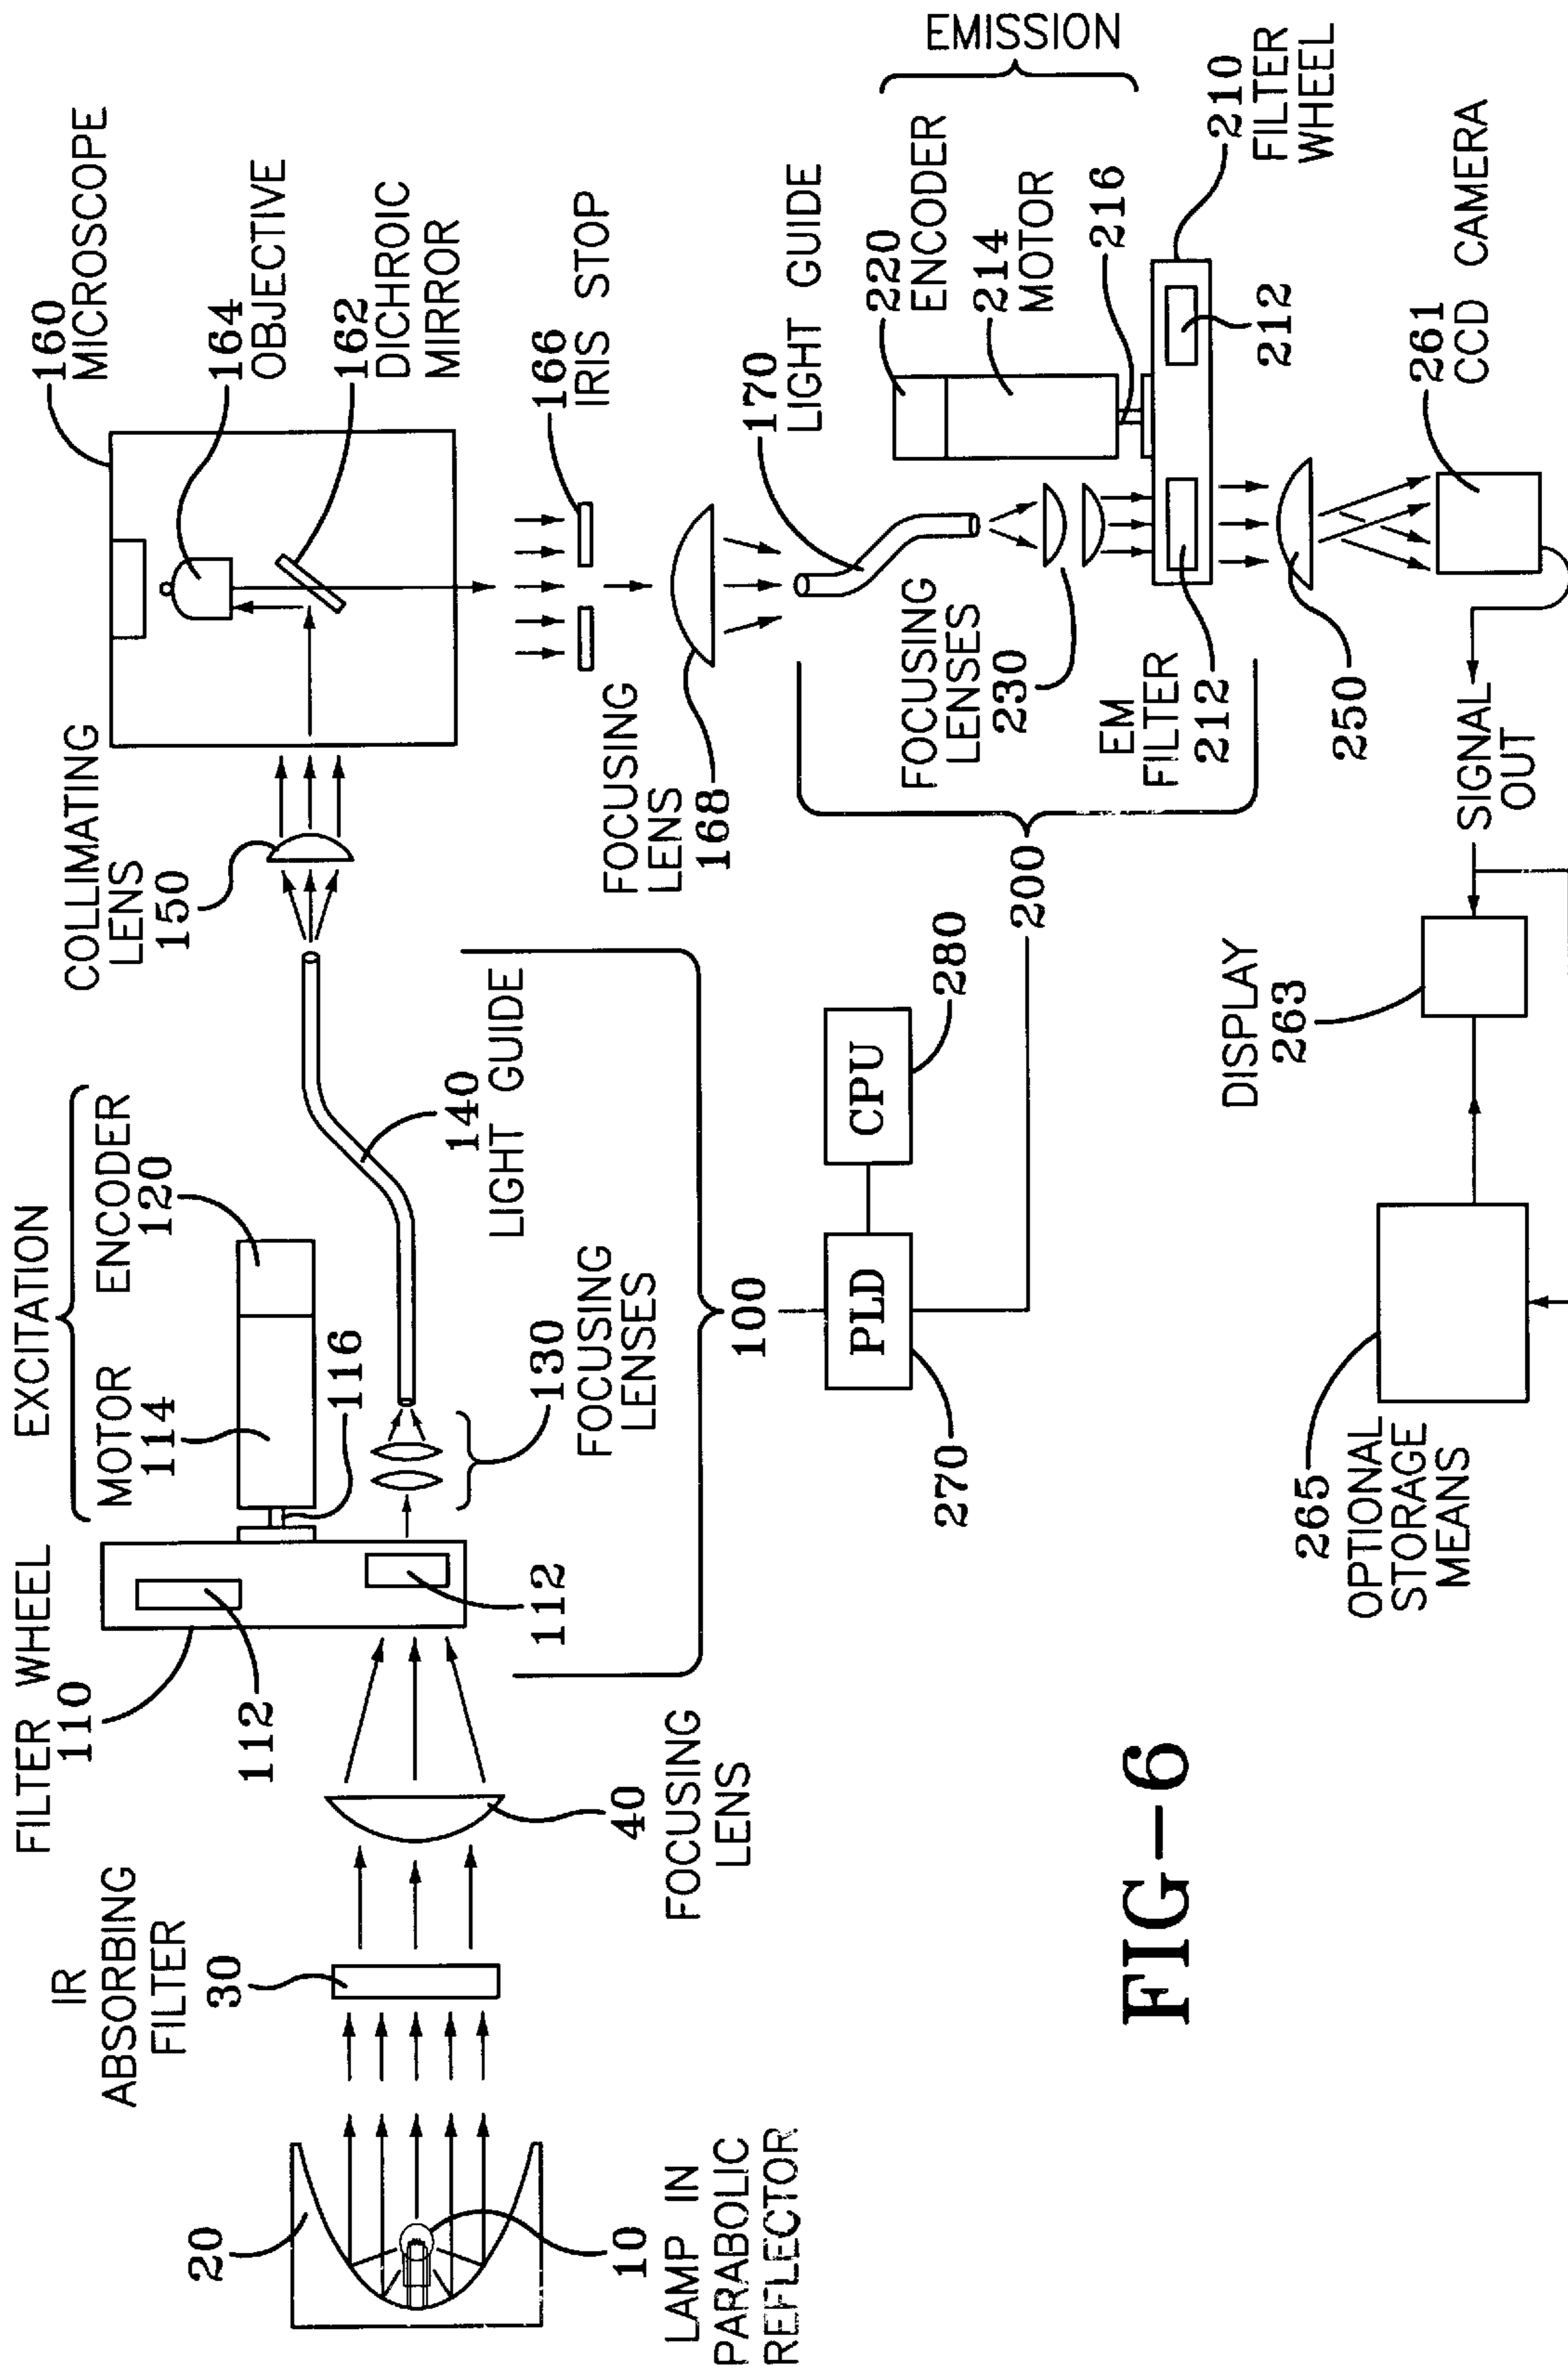 EXCITATION
FILTER WHEEL
110
MOTOR
114
ENCODER
120
116
112
112
IR
ABSORBING
FILTER
30
20
10
LAMP IN
PARABOLIC
REFLECTOR
40
FOCUSING
LENS
130
FOCUSING
LENSES
140
LIGHT GUIDE
100
COLLIMATING
LENS
150
160
MICROSCOPE
164
OBJECTIVE
162
DICHROIC
MIRROR
166
IRIS STOP
FOCUSING
LENS
168
170
LIGHT GUIDE
EMISSION
220
ENCODER
214
MOTOR
216
210
FILTER
WHEEL
212
FOCUSING
LENSES
230
EM
FILTER
212
200
250
261
CCD CAMERA
SIGNAL
OUT
CPU
280
PLD
270
DISPLAY
263
265
OPTIONAL
STORAGE
MEANS
FIG-6